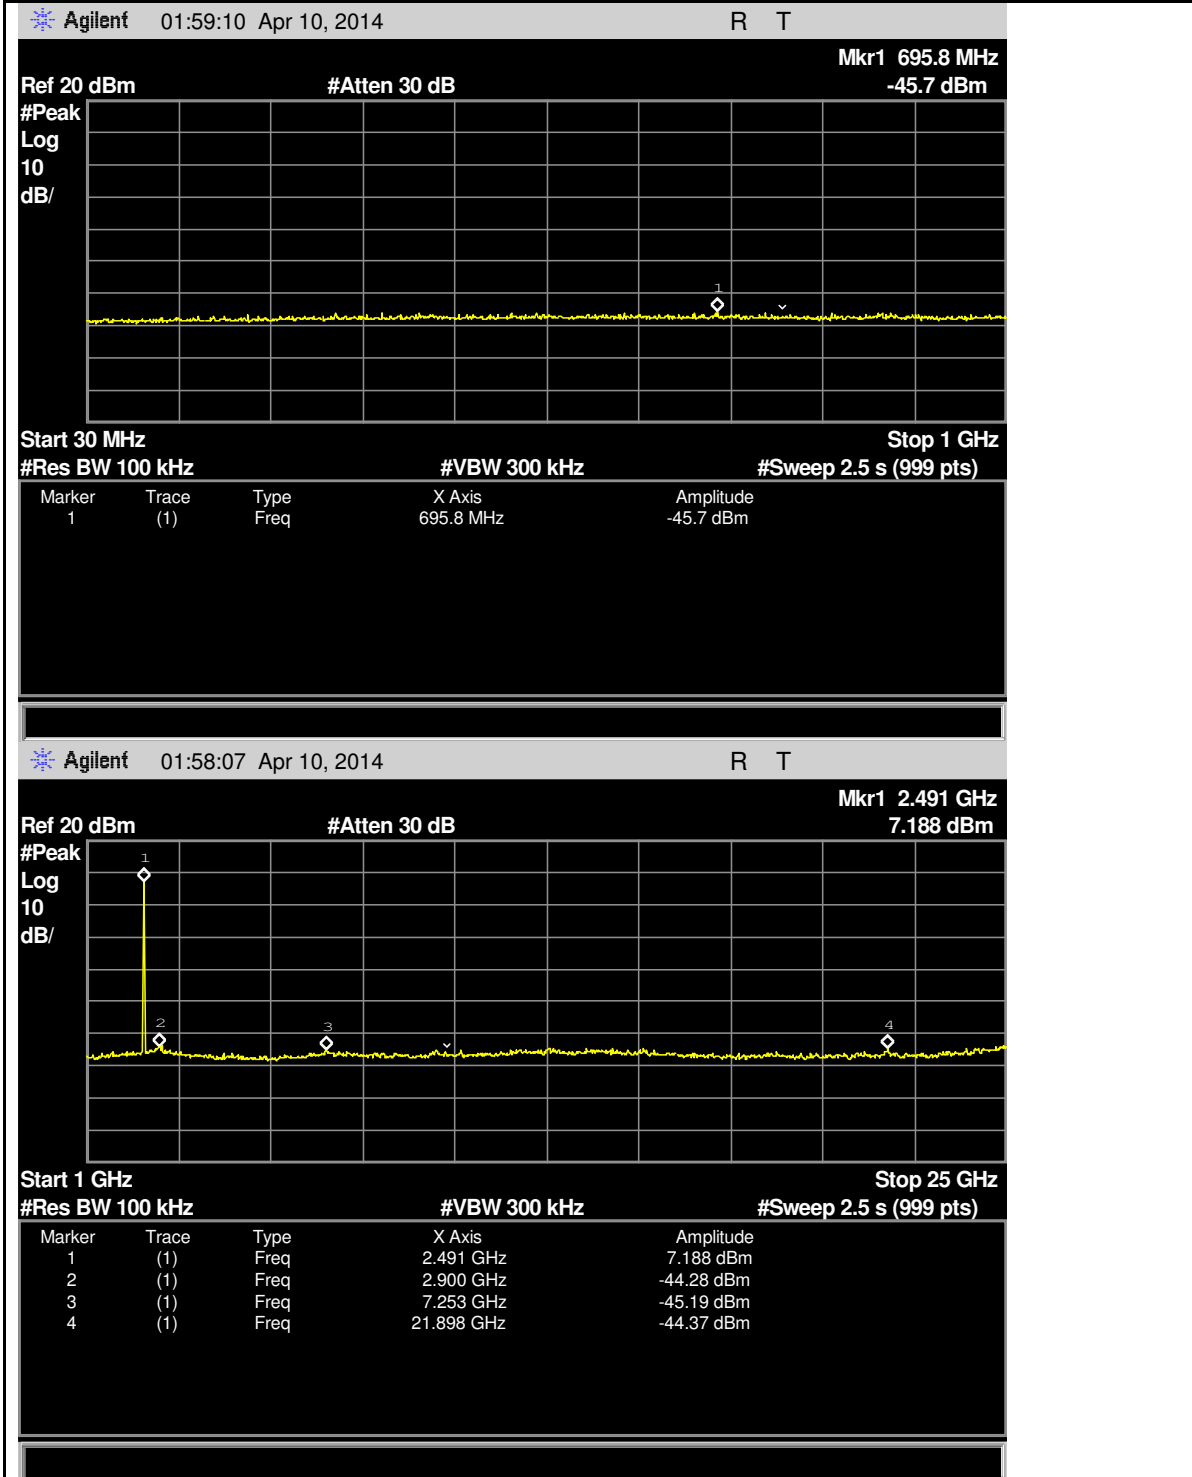 Agilent 01:59:10 Apr 10, 2014 R T
Mkr1 695.8 MHz
Ref 20 dBm #Atten 30 dB -45.7 dBm
#Peak
Log
10
dB/
1
Start 30 MHz Stop 1 GHz
#Res BW 100 kHz #VBW 300 kHz #Sweep 2.5 s (999 pts)
Marker Trace Type X Axis Amplitude
1 (1) Freq 695.8 MHz -45.7 dBm
Agilent 01:58:07 Apr 10, 2014 R T
Mkr1 2.491 GHz
Ref 20 dBm #Atten 30 dB 7.188 dBm
#Peak
Log
10
dB/
1
2
3
4
Start 1 GHz Stop 25 GHz
#Res BW 100 kHz #VBW 300 kHz #Sweep 2.5 s (999 pts)
Marker Trace Type X Axis Amplitude
1 (1) Freq 2.491 GHz 7.188 dBm
2 (1) Freq 2.900 GHz -44.28 dBm
3 (1) Freq 7.253 GHz -45.19 dBm
4 (1) Freq 21.898 GHz -44.37 dBm